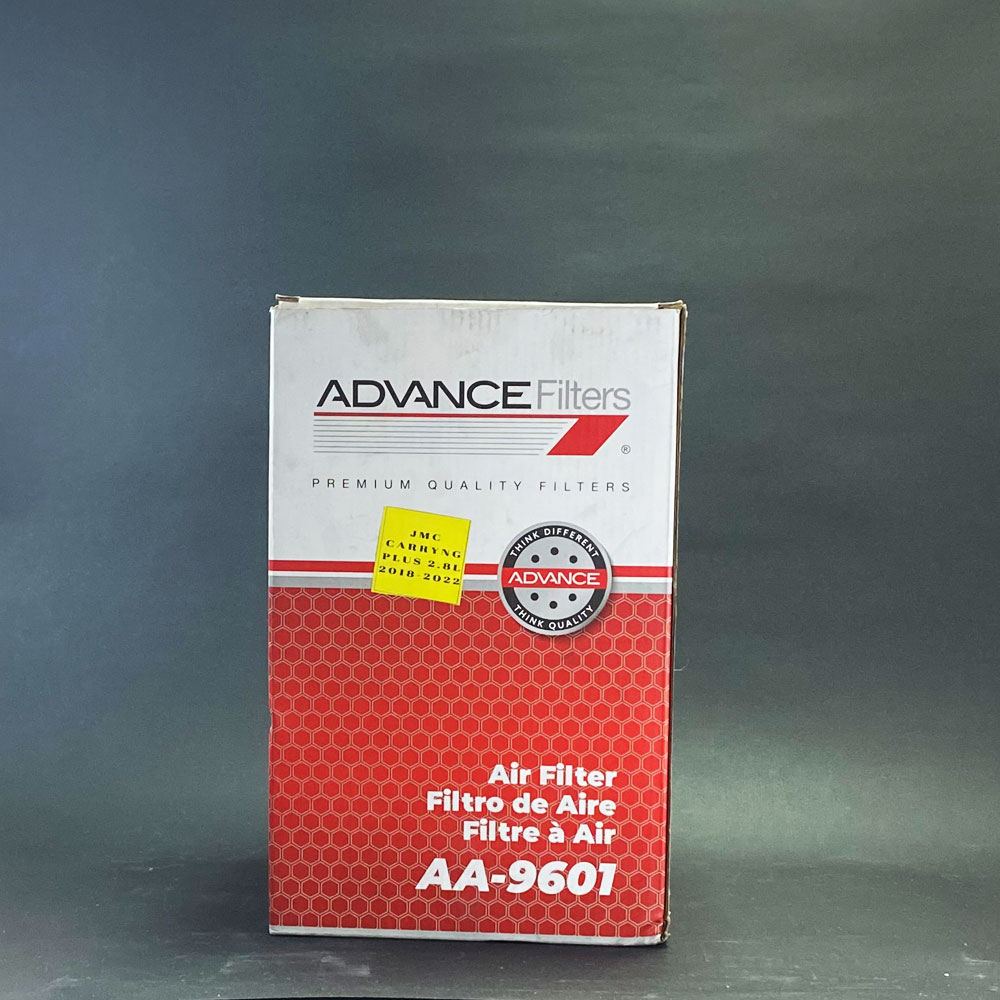 ADVANCE Filters
®
PREMIUM QUALITY FILTERS
JMC
CARRYNG
PLUS 2.8L
2018-2022
THINK DIFFERENT
ADVANCE
THINK QUALITY
Air Filter
Filtro de Aire
Filtre à Air
AA-9601